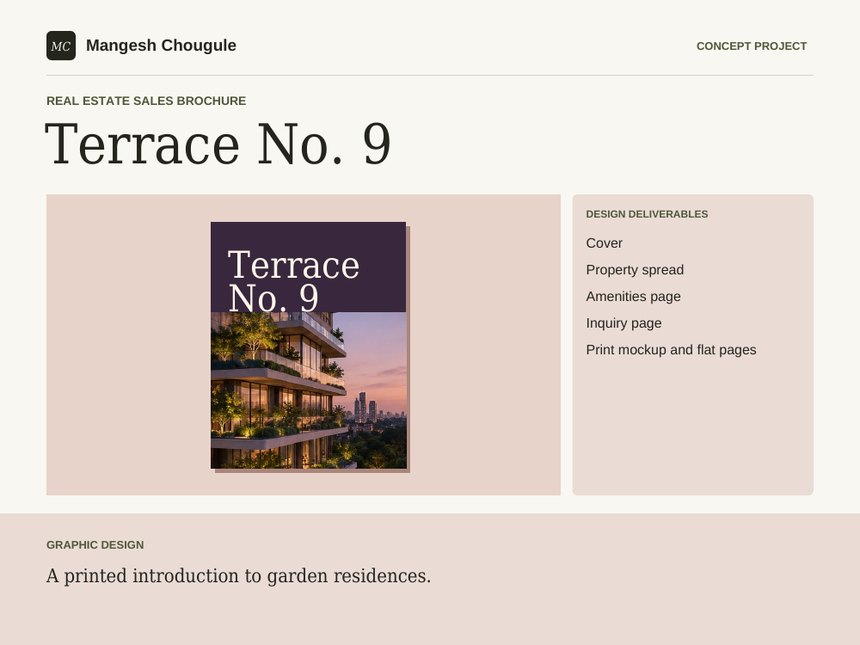 MC
Mangesh Chougule
CONCEPT PROJECT
REAL ESTATE SALES BROCHURE
Terrace No. 9
Terrace
No. 9
DESIGN DELIVERABLES
Cover
Property spread
Amenities page
Inquiry page
Print mockup and flat pages
GRAPHIC DESIGN
A printed introduction to garden residences.